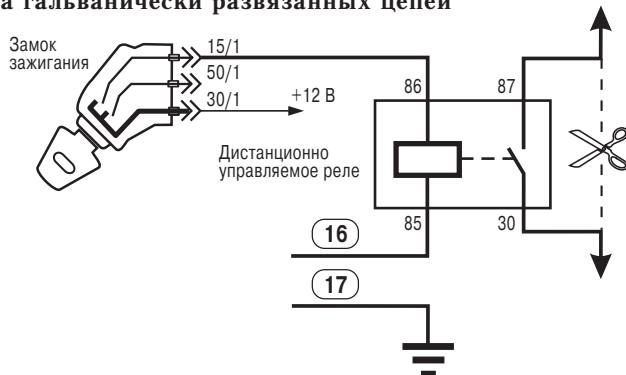 а гальванически развязанных цепей
Замок
зажигания
15/1
50/1
30/1
+12 В
86
87
Дистанционно
управляемое реле
85
30
16
17